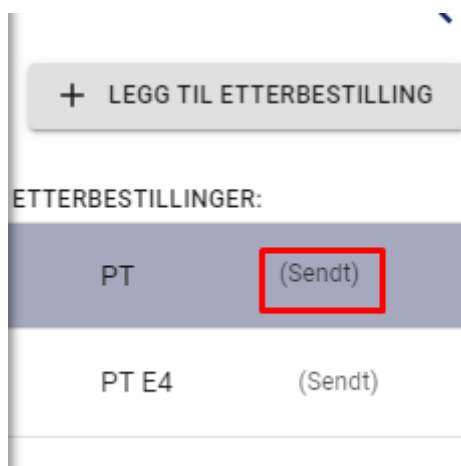 + LEGG TIL ETTERBESTILLING
ETTERBESTILLINGER:
PT (Sendt)
PT E4 (Sendt)